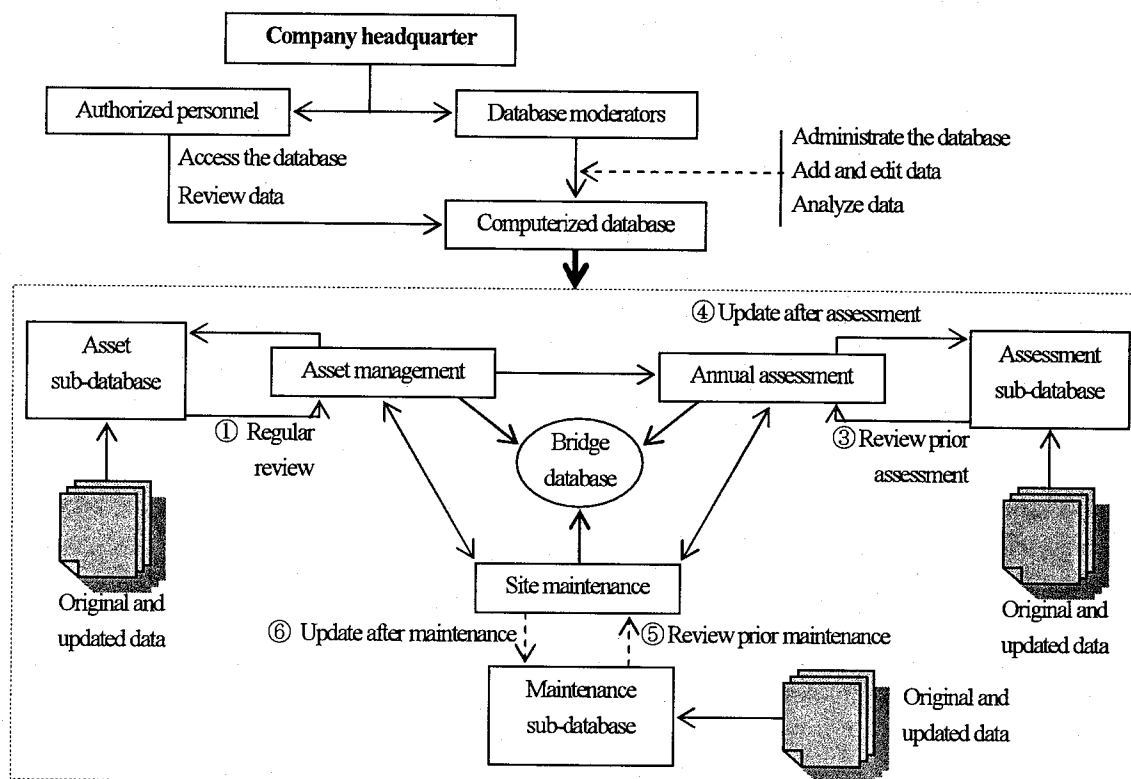 Company headquarter
Authorized personnel
Database moderators
Access the database
Review data
Administrate the database
Add and edit data
Analyze data
Computerized database
④ Update after assessment
Asset
sub-database
Asset management
Annual assessment
Assessment
sub-database
① Regular
review
Bridge
database
③ Review prior
assessment
Original and
updated data
Site maintenance
Original and
updated data
⑥ Update after maintenance
⑤ Review prior maintenance
Maintenance
sub-database
Original and
updated data